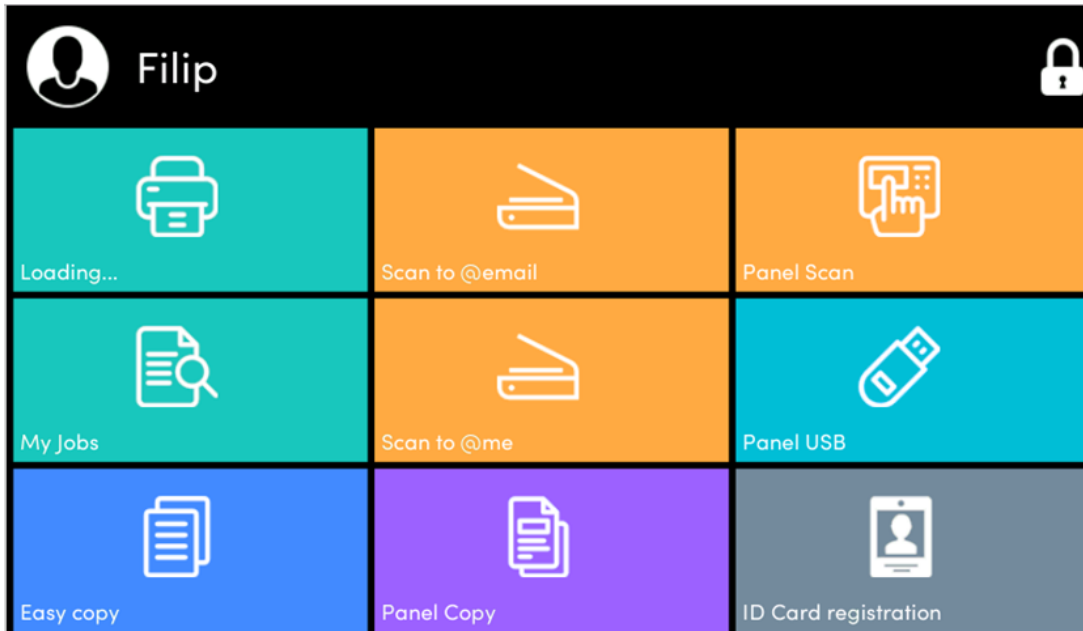 Filip
Loading...
Scan to @email
Panel Scan
My Jobs
Scan to @me
Panel USB
Easy copy
Panel Copy
ID Card registration